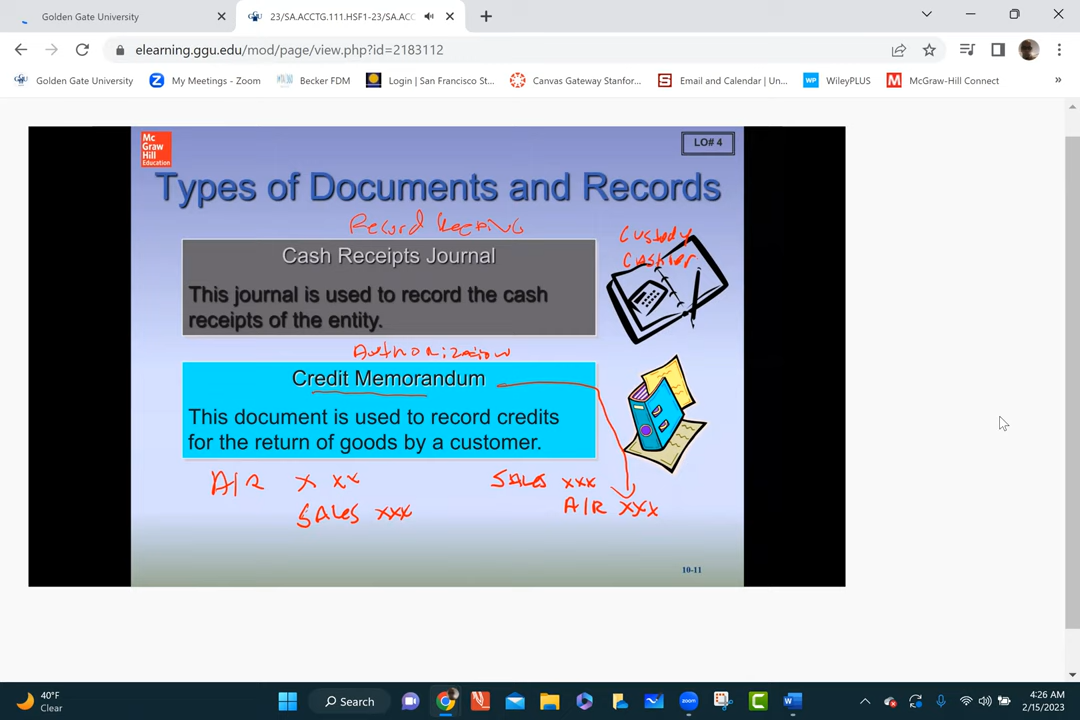 Golden Gate University
23/SA.ACCTG.111.HSF1-23/SA.ACC
elearning.ggu.edu/mod/page/view.php?id=2183112
Golden Gate University
My Meetings - Zoom
Becker FDM
Login | San Francisco St...
Canvas Gateway Stanfor...
Email and Calendar | Un...
WP
WileyPLUS
M
McGraw-Hill Connect
»
Mc
Graw
Hill
Education
LO# 4
Types of Documents and Records
Record Keeping
Custody
Cashier
Cash Receipts Journal
This journal is used to record the cash
receipts of the entity.
Authorization
Credit Memorandum
This document is used to record credits
for the return of goods by a customer.
A/R X XX
SALES XXX
SALES XXX
A/R XXX
10-11
40°F
Clear
Search
zoom
4:26 AM
2/15/2023